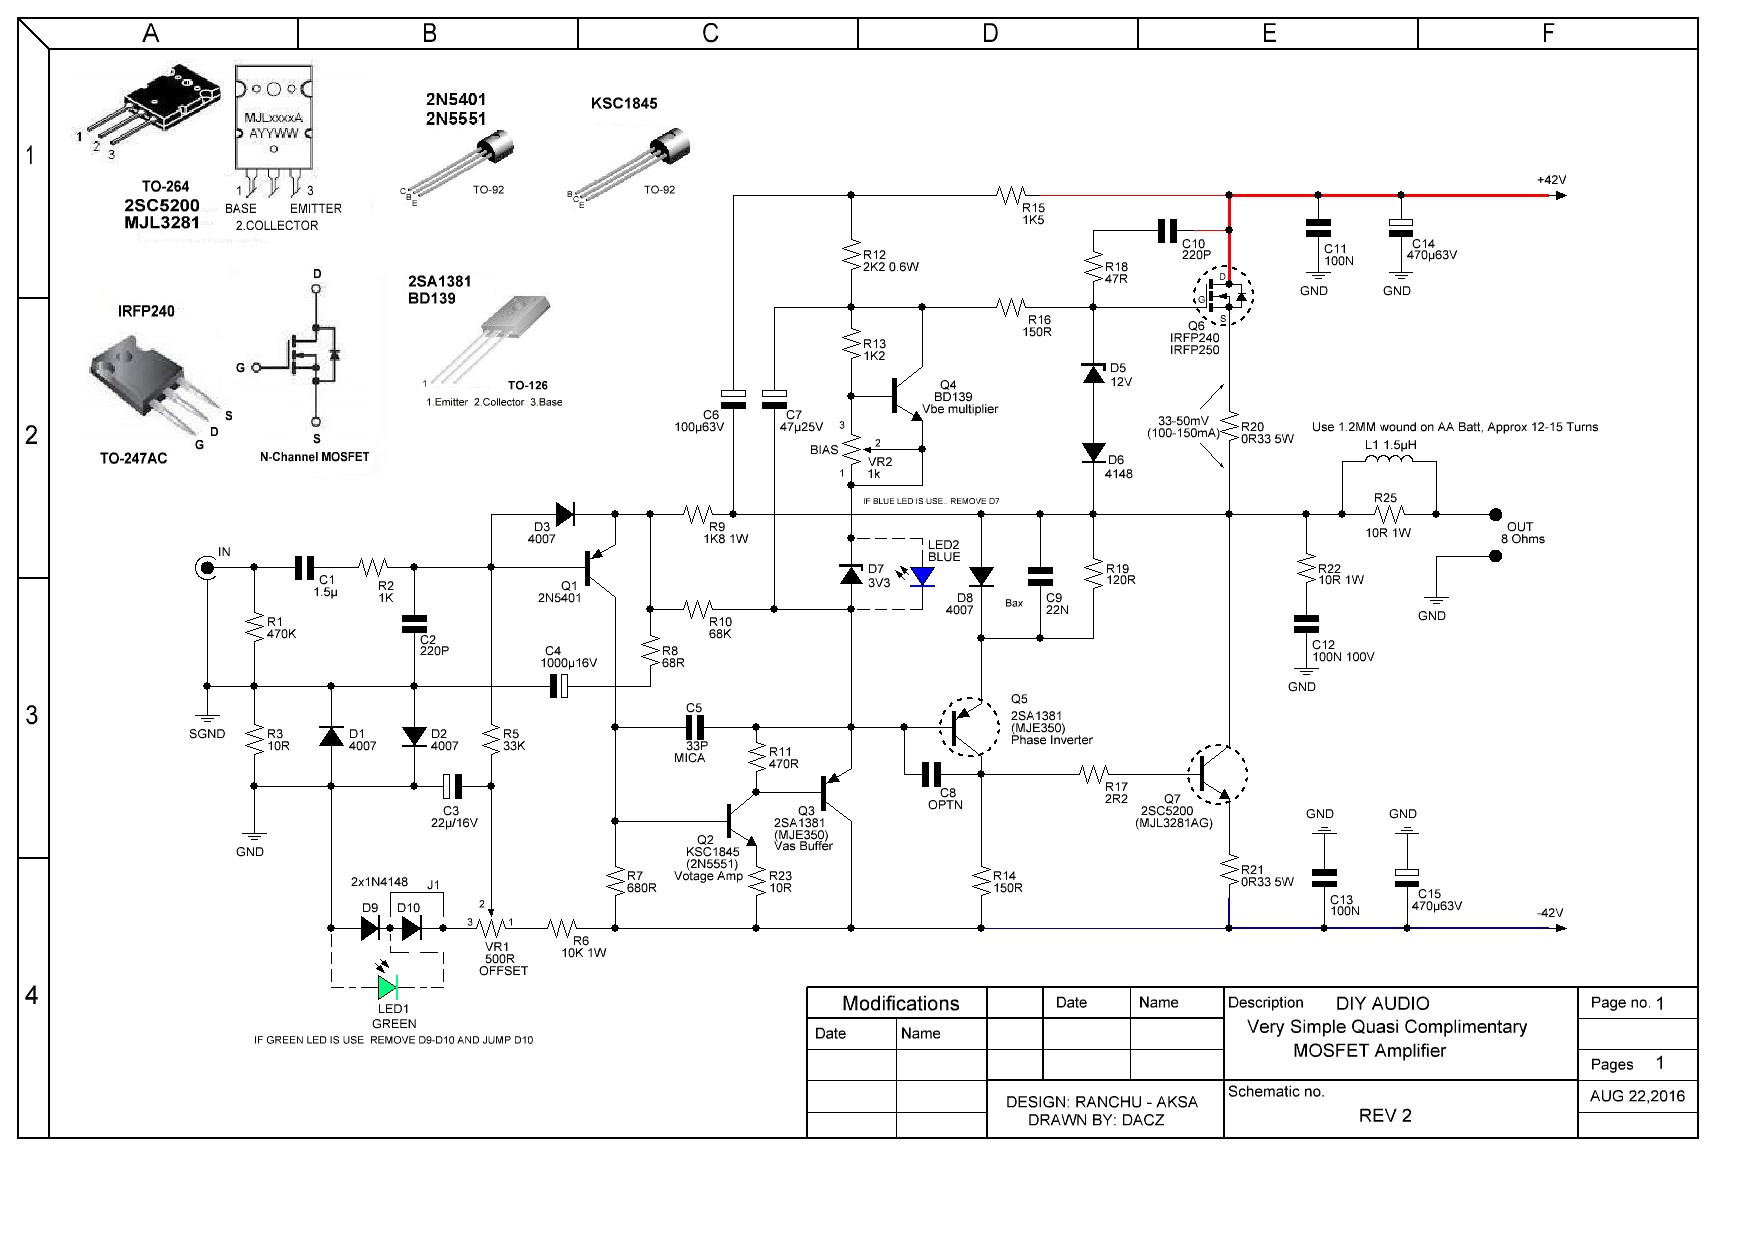 A B C D E F
1
2
3
4
MJLxxxxA
AYYWW
1
2
3
1
3
TO-264
2SC5200
MJL3281
BASE
EMITTER
2.COLLECTOR
2N5401
2N5551
C
B
E
TO-92
KSC1845
B
C
E
TO-92
IRFP240
S
D
G
TO-247AC
D
G
S
N-Channel MOSFET
2SA1381
BD139
1
TO-126
1.Emitter 2.Collector 3.Base
+42V
R15
1K5
R12
2K2 0.6W
C10
220P
R18
47R
C11
100N
GND
C14
470µ63V
GND
D
G
S
Q6
IRFP240
IRFP250
R16
150R
R13
1K2
D5
12V
Q4
BD139
Vbe multiplier
C6
100µ63V
C7
47µ25V
3
BIAS
2
VR2
1k
1
D6
4148
33-50mV
(100-150mA)
R20
0R33 5W
Use 1.2MM wound on AA Batt, Approx 12-15 Turns
L1 1.5µH
R25
10R 1W
OUT
8 Ohms
GND
IF BLUE LED IS USE.. REMOVE D7
D3
4007
R9
1K8 1W
IN
C1
1.5µ
R2
1K
Q1
2N5401
LED2
BLUE
D7
3V3
D8
4007
Bax
C9
22N
R19
120R
R22
10R 1W
C12
100N 100V
GND
R1
470K
C2
220P
R10
68K
R8
68R
C4
1000µ16V
SGND
R3
10R
D1
4007
D2
4007
R5
33K
C3
22µ/16V
GND
C5
33P
MICA
R11
470R
Q5
2SA1381
(MJE350)
Phase Inverter
C8
OPTN
R17
2R2
Q7
2SC5200
(MJL3281AG)
Q3
2SA1381
(MJE350)
Vas Buffer
Q2
KSC1845
(2N5551)
Votage Amp
R23
10R
R7
680R
R14
150R
R21
0R33 5W
GND
C13
100N
GND
C15
470µ63V
-42V
2x1N4148
J1
D9
D10
2
3
1
VR1
500R
OFFSET
R6
10K 1W
LED1
GREEN
IF GREEN LED IS USE REMOVE D9-D10 AND JUMP D10
Modifications
Date
Name
Date
Name
Description
DIY AUDIO
Very Simple Quasi Complimentary
MOSFET Amplifier
Page no. 1
Pages 1
DESIGN: RANCHU - AKSA
DRAWN BY: DACZ
Schematic no.
REV 2
AUG 22,2016